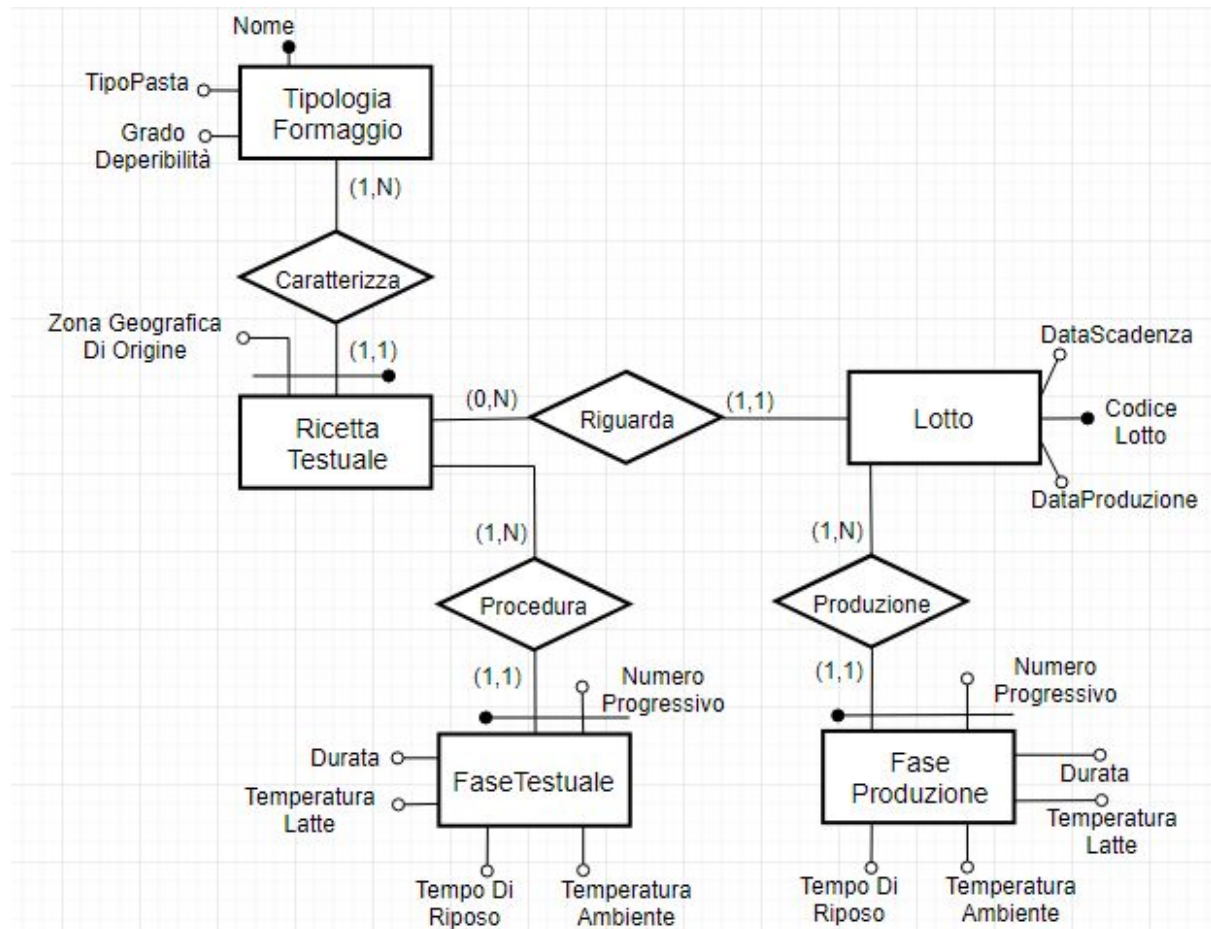 Nome
TipoPasta
Tipologia
Formaggio
Grado
Deperibilità
(1,N)
Caratterizza
Zona Geografica
Di Origine
(1,1)
Ricetta
Testuale
(0,N)
Riguarda
(1,1)
Lotto
DataScadenza
Codice
Lotto
DataProduzione
(1,N)
Procedura
(1,1)
Numero
Progressivo
FaseTestuale
Durata
Temperatura
Latte
Tempo Di
Riposo
Temperatura
Ambiente
(1,N)
Produzione
(1,1)
Numero
Progressivo
Fase
Produzione
Durata
Temperatura
Latte
Tempo Di
Riposo
Temperatura
Ambiente